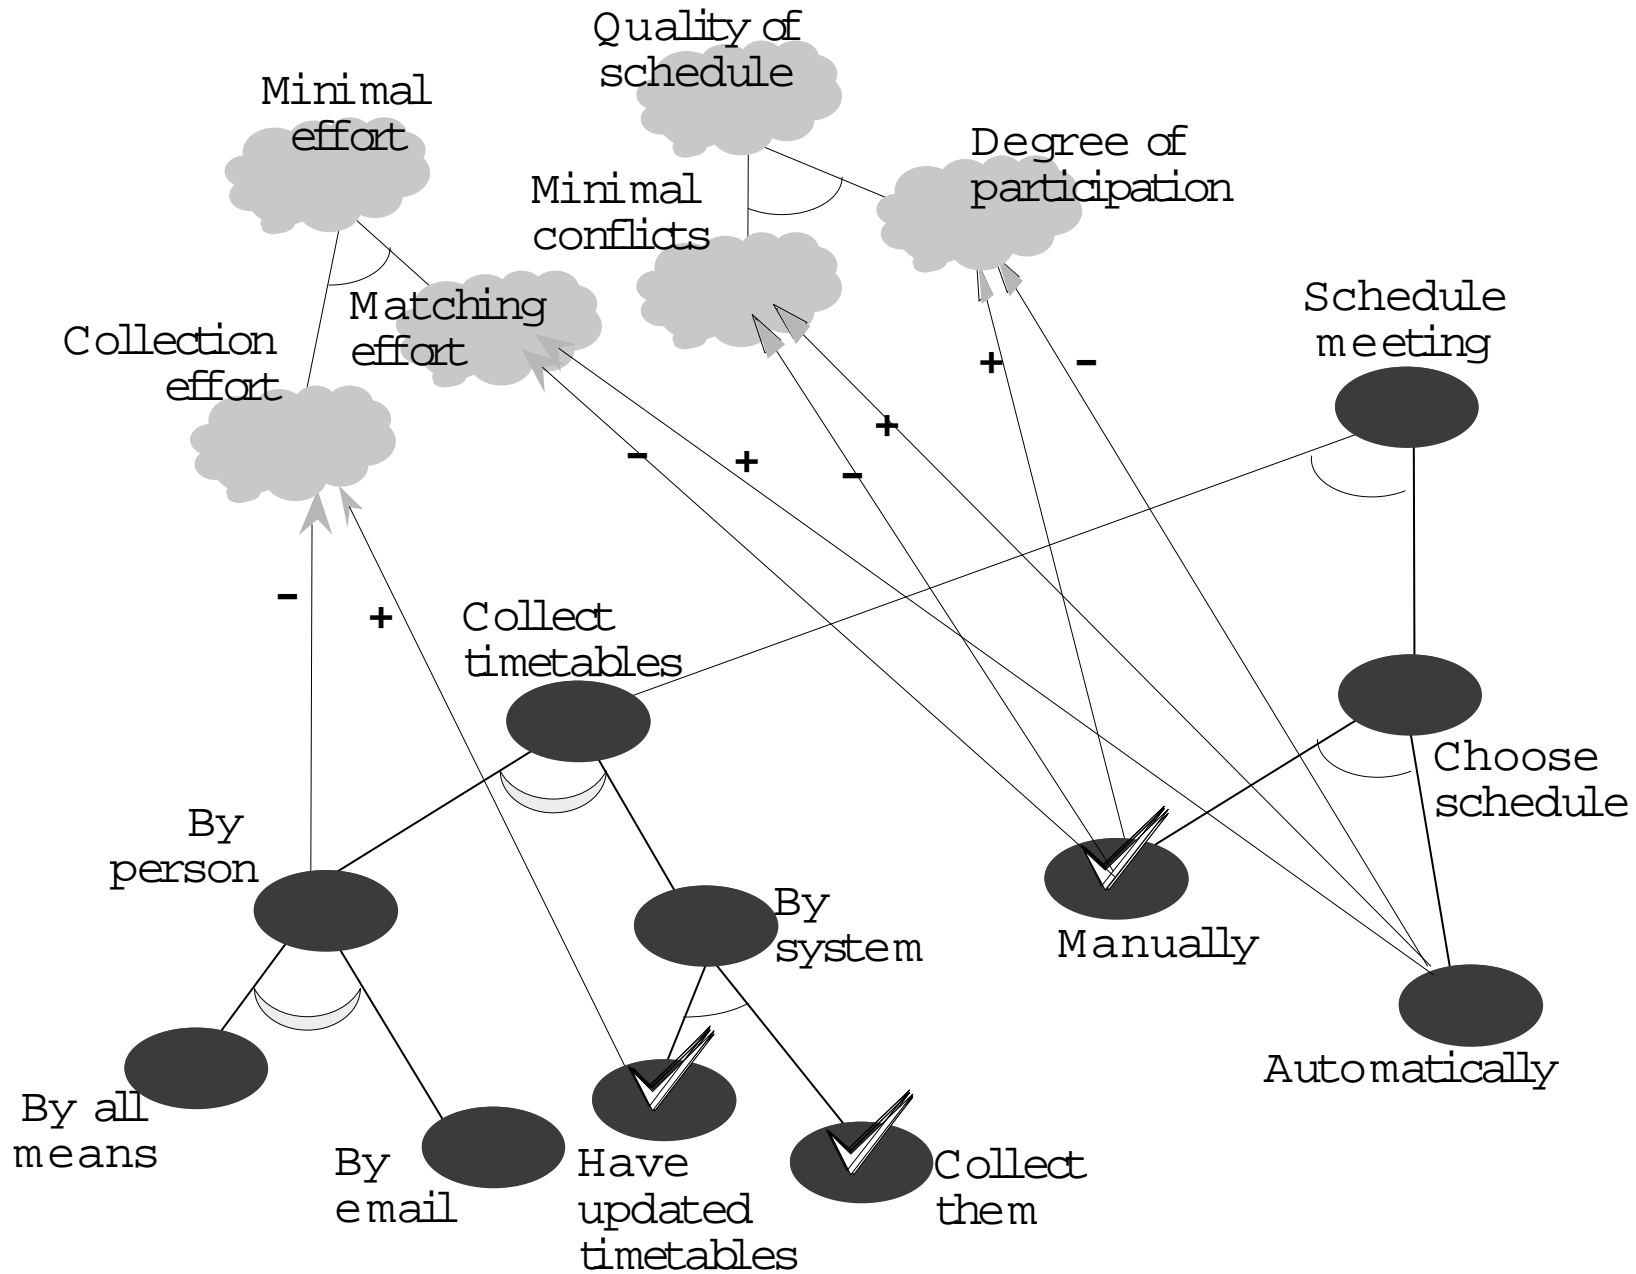 Quality of
schedule
Minimal
effort
Degree of
participation
Minimal
conflicts
Schedule
meeting
Matching
effort
Collection
effort
+
-
+
-
+
-
-
+
Collect
timetables
Choose
schedule
By
person
By
system
Manually
Automatically
By all
means
By
email
Have
updated
timetables
Collect
them